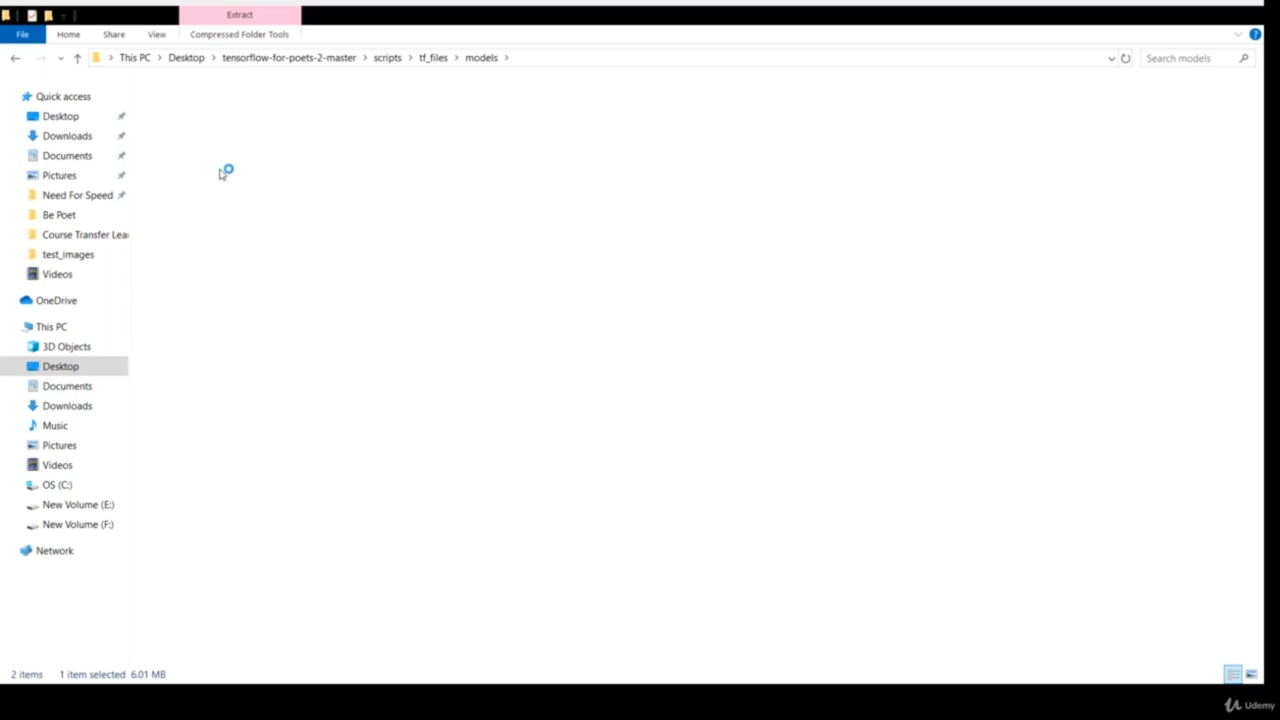 Extract
File
Home
Share
View
Compressed Folder Tools
This PC
Desktop
tensorflow-for-poets-2-master
scripts
tf_files
models
Search models
Quick access
Desktop
Downloads
Documents
Pictures
Need For Speed
Be Poet
Course Transfer Lea
test_images
Videos
OneDrive
This PC
3D Objects
Desktop
Documents
Downloads
Music
Pictures
Videos
OS (C:)
New Volume (E:)
New Volume (F:)
Network
2 items
1 item selected 6.01 MB
Udemy